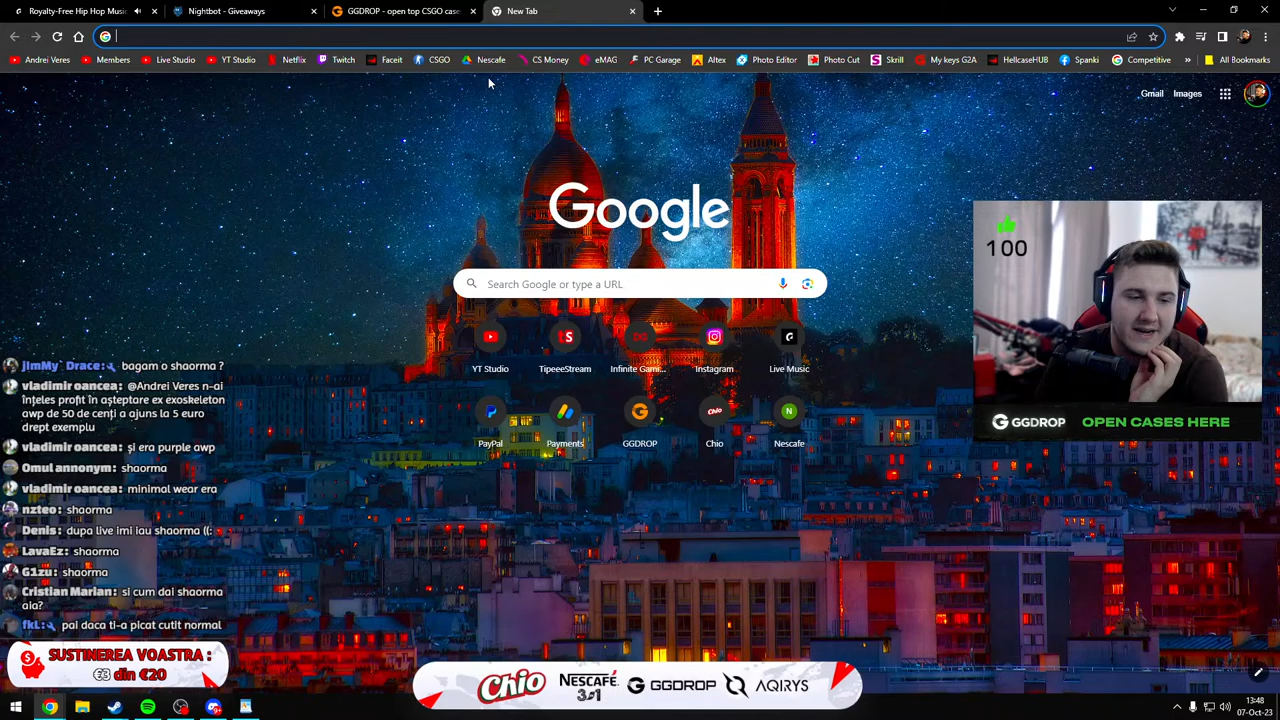 Royalty-Free Hip Hop Music
Nightbot - Giveaways
GGDROP - open top CSGO case
New Tab
Andrei Veres
Members
Live Studio
YT Studio
Netflix
Twitch
Faceit
CSGO
Nescafe
CS Money
eMAG
PC Garage
Altex
Photo Editor
Photo Cut
Skrill
My keys G2A
HellcaseHUB
Spanki
Competitive
»
All Bookmarks
Gmail
Images
Google
Search Google or type a URL
YT Studio
TipeeeStream
Infinite Gami...
Instagram
Live Music
PayPal
Payments
GGDROP
Chio
Nescafe
100
GGDROP OPEN CASES HERE
JImMy` Drace: bagam o shaorma ?
vladimir oancea: @Andrei Veres n-ai
înțeles profit în așteptare ex exoskeleton
awp de 50 de cenți a ajuns la 5 euro
drept exemplu
vladimir oancea: și era purple awp
Omul annonym: shaorma
vladimir oancea: minimal wear era
nzteo: shaorma
Denis: dupa live imi iau shaorma ((:
LavaEz: shaorma
G1zu: shaorma
Cristian Marian: si cum dai shaorma
aia?
fkL: pai daca ti-a picat cutit normal
SUSTINEREA VOASTRA :
€3 din €20
Chio NESCAFÉ 3in1 GGDROP AQIRYS
13:48
07-Oct-23